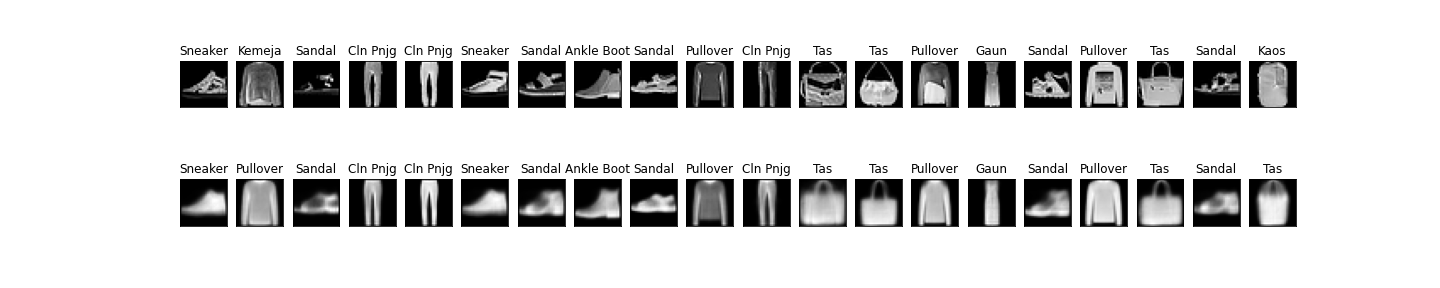 Sneaker Kemeja Sandal Cln Pnjg Cln Pnjg Sneaker Sandal Ankle Boot Sandal Pullover Cln Pnjg Tas Tas Pullover Gaun Sandal Pullover Tas Sandal Kaos
Sneaker Pullover Sandal Cln Pnjg Cln Pnjg Sneaker Sandal Ankle Boot Sandal Pullover Cln Pnjg Tas Tas Pullover Gaun Sandal Pullover Tas Sandal Tas